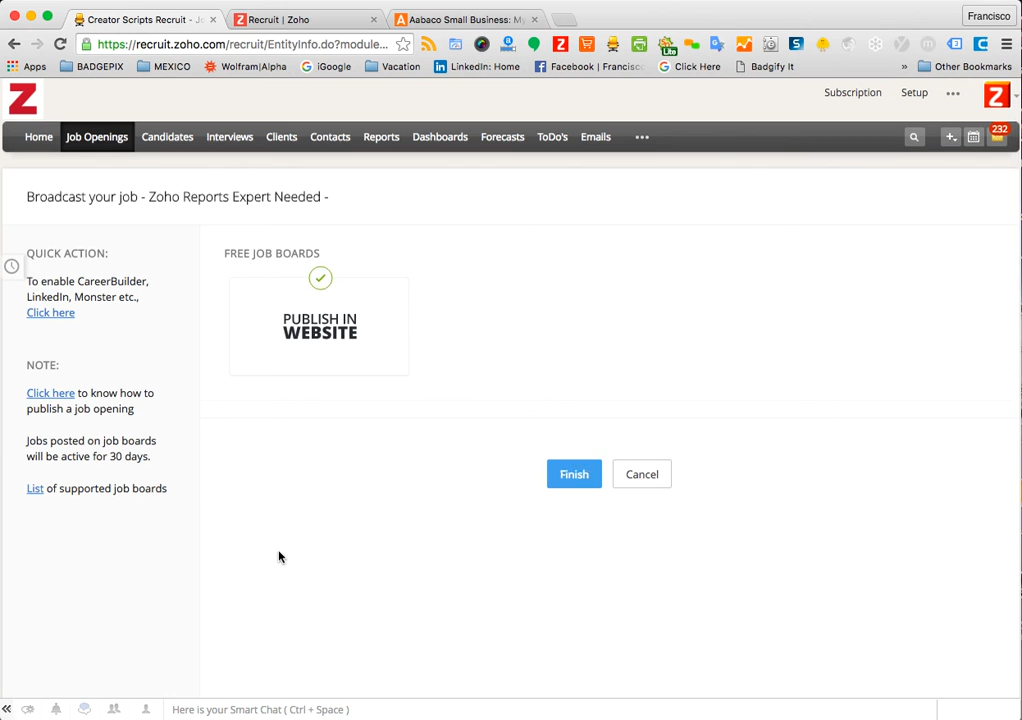 Creator Scripts Recruit - Jo
Recruit | Zoho
Aabaco Small Business: My
Francisco
https://recruit.zoho.com/recruit/EntityInfo.do?module...
Lite
Apps
BADGEPIX
MEXICO
Wolfram|Alpha
iGoogle
Vacation
LinkedIn: Home
Facebook | Francisc
Click Here
Badgify It
»
Other Bookmarks
Z
Subscription
Setup
Z
Home
Job Openings
Candidates
Interviews
Clients
Contacts
Reports
Dashboards
Forecasts
ToDo's
Emails
232
Broadcast your job - Zoho Reports Expert Needed -
QUICK ACTION:
To enable CareerBuilder,
LinkedIn, Monster etc.,
Click here
NOTE:
Click here to know how to
publish a job opening
Jobs posted on job boards
will be active for 30 days.
List of supported job boards
FREE JOB BOARDS
PUBLISH IN
WEBSITE
Finish
Cancel
Here is your Smart Chat ( Ctrl + Space )